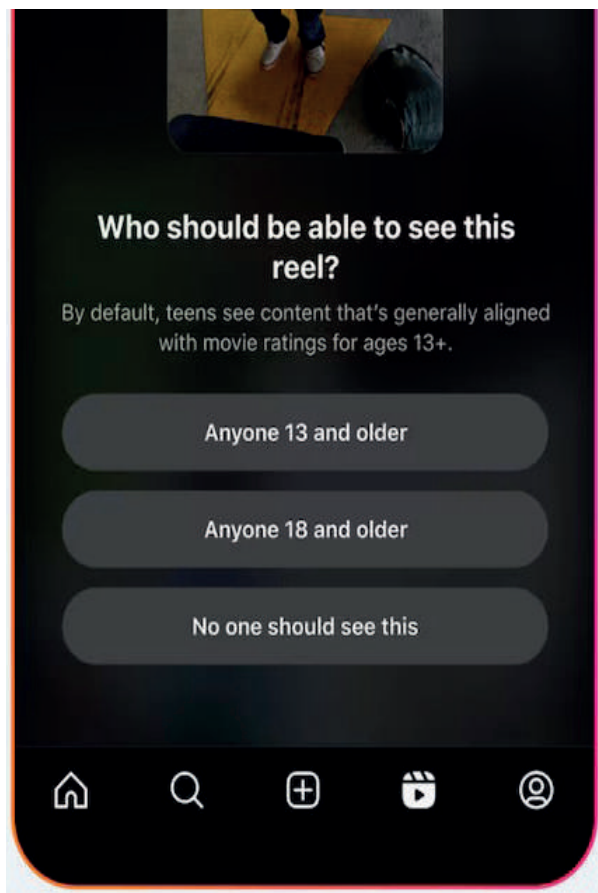 Who should be able to see this
reel?
By default, teens see content that's generally aligned
with movie ratings for ages 13+.
Anyone 13 and older
Anyone 18 and older
No one should see this